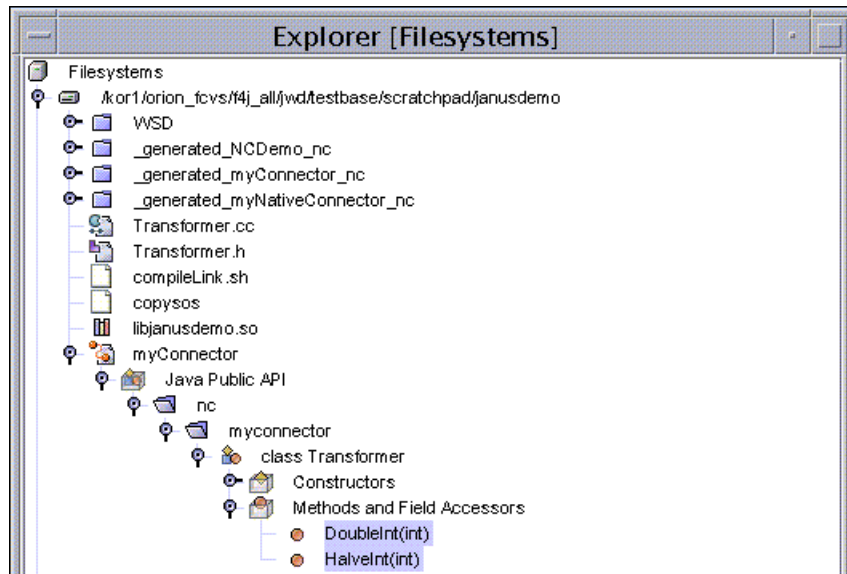 Explorer [Filesystems]
Filesystems
/kor1/orion_fcvs/f4j_all/jwd/testbase/scratchpad/janusdemo
WSD
_generated_NCDemo_nc
_generated_myConnector_nc
_generated_myNativeConnector_nc
Transformer.cc
Transformer.h
compileLink.sh
copysos
libjanusdemo.so
myConnector
Java Public API
nc
myconnector
class Transformer
Constructors
Methods and Field Accessors
DoubleInt(int)
HalveInt(int)